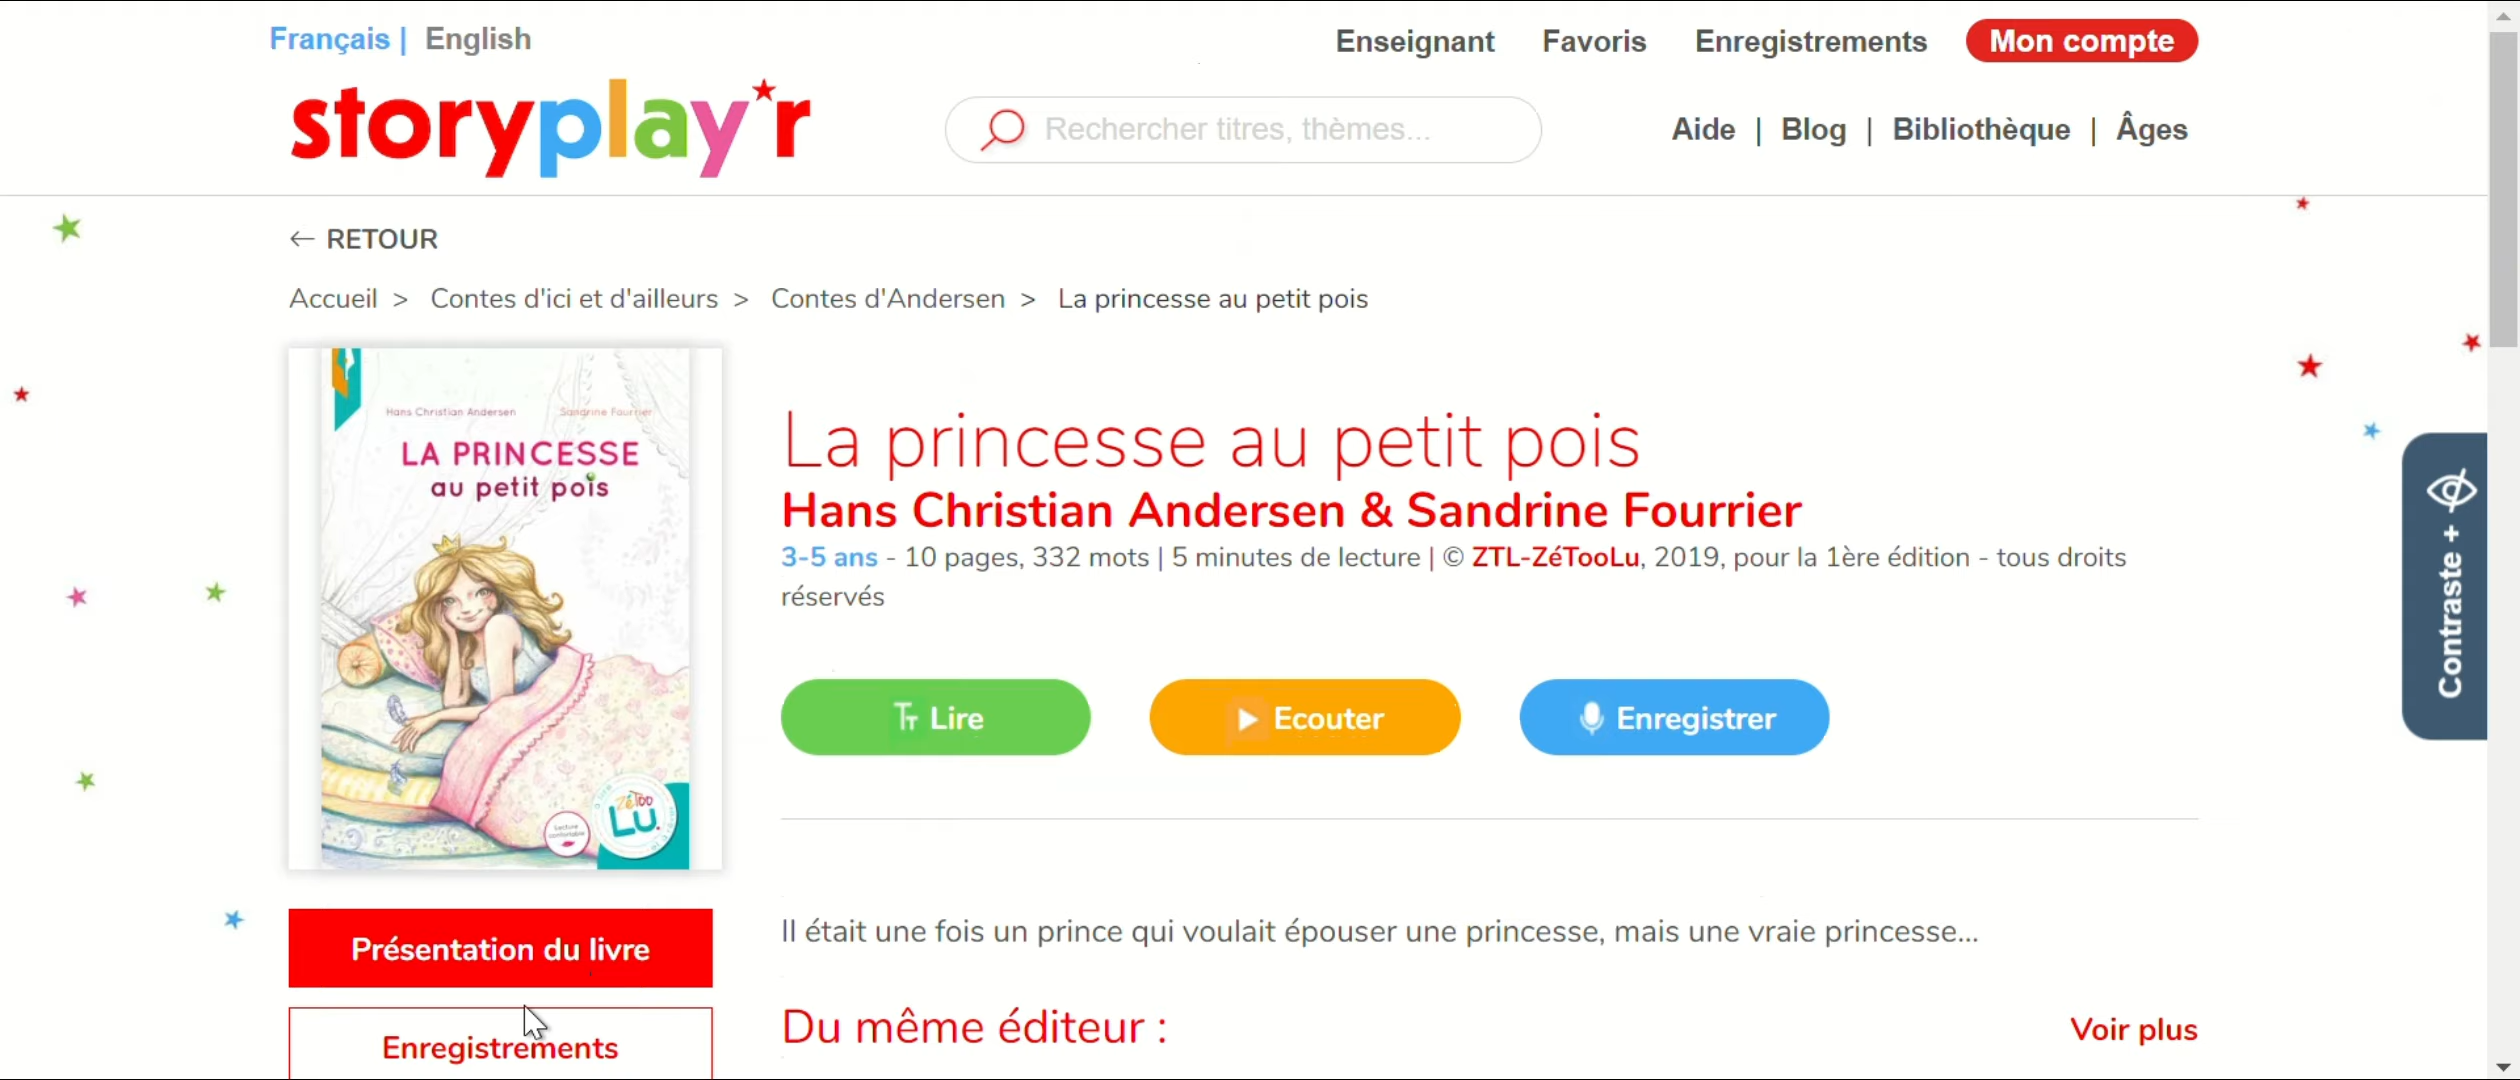 Français | English
Enseignant Favoris Enregistrements Mon compte
storyplay*r
Rechercher titres, thèmes...
Aide | Blog | Bibliothèque | Âges
← RETOUR
Accueil > Contes d'ici et d'ailleurs > Contes d'Andersen > La princesse au petit pois
Hans Christian Andersen Sandrine Fourrier
LA PRINCESSE
au petit pois
ZéToo
Lu
Lecture
confortable
La princesse au petit pois
Hans Christian Andersen & Sandrine Fourrier
3-5 ans - 10 pages, 332 mots | 5 minutes de lecture | © ZTL-ZéTooLu, 2019, pour la 1ère édition - tous droits
réservés
Lire
Ecouter
Enregistrer
Contraste +
Présentation du livre
Enregistrements
Il était une fois un prince qui voulait épouser une princesse, mais une vraie princesse...
Du même éditeur :
Voir plus